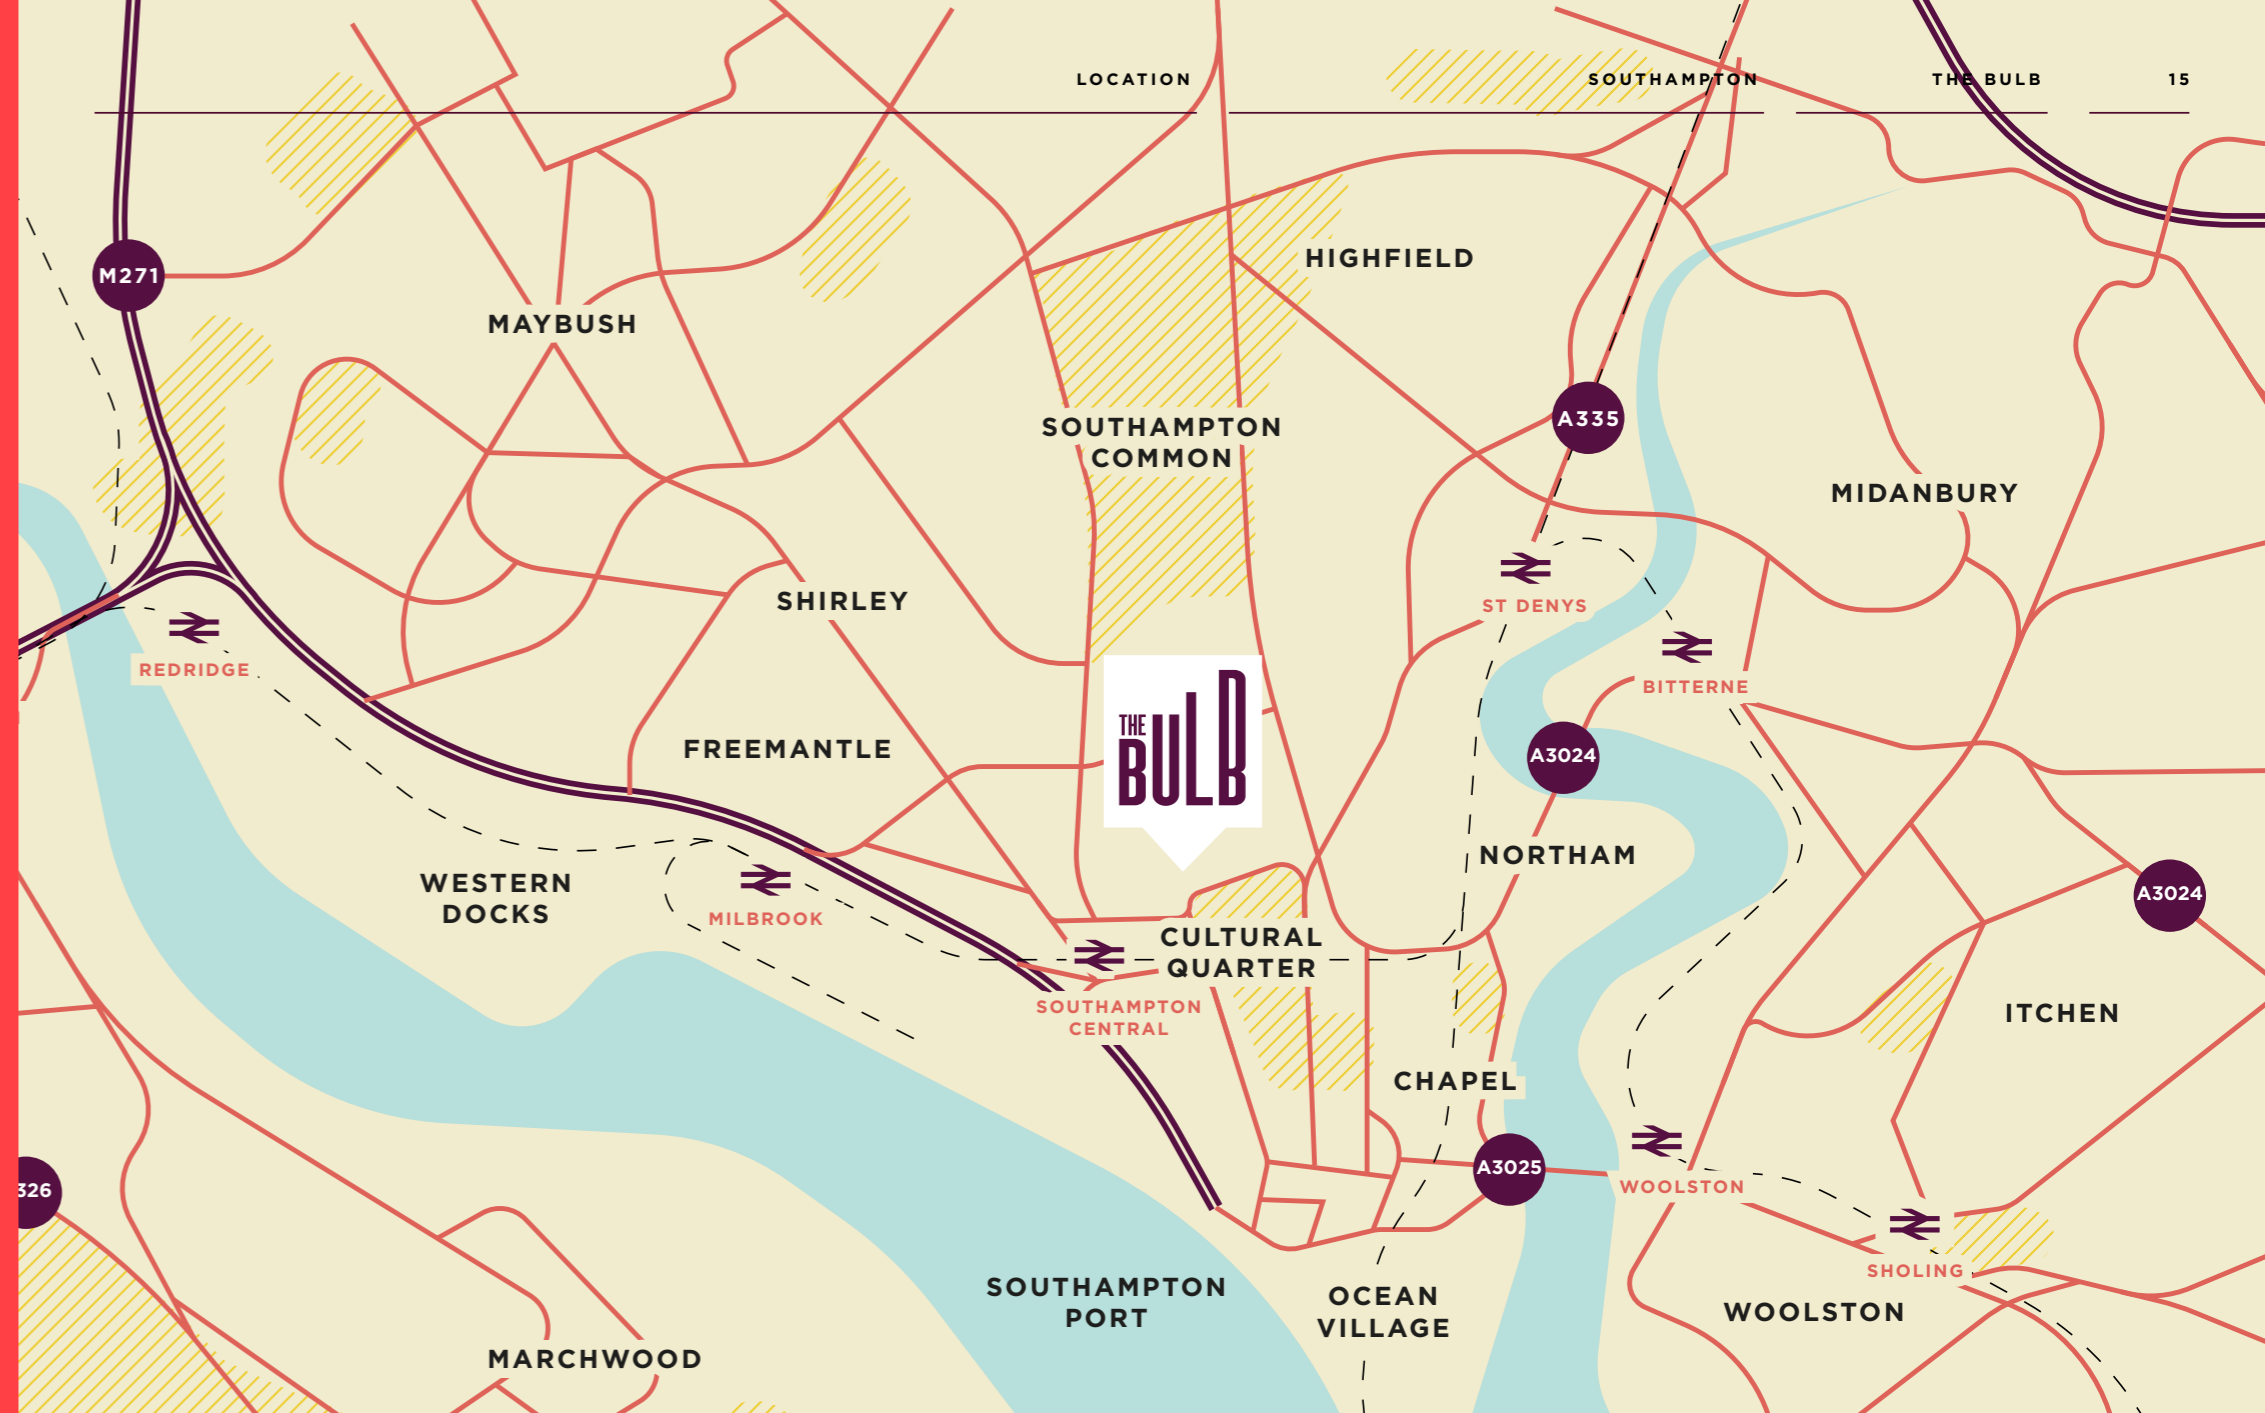 LOCATION
SOUTHAMPTON
THE BULB
15
HIGHFIELD
M271
MAYBUSH
A335
SOUTHAMPTON
COMMON
MIDANBURY
SHIRLEY
ST DENYS
REDRIDGE
BITTERNE
THE
BULB
FREEMANTLE
A3024
NORTHAM
WESTERN
DOCKS
MILBROOK
A3024
CULTURAL
QUARTER
SOUTHAMPTON
CENTRAL
ITCHEN
CHAPEL
A3025
326
WOOLSTON
SHOLING
SOUTHAMPTON
PORT
OCEAN
VILLAGE
WOOLSTON
MARCHWOOD